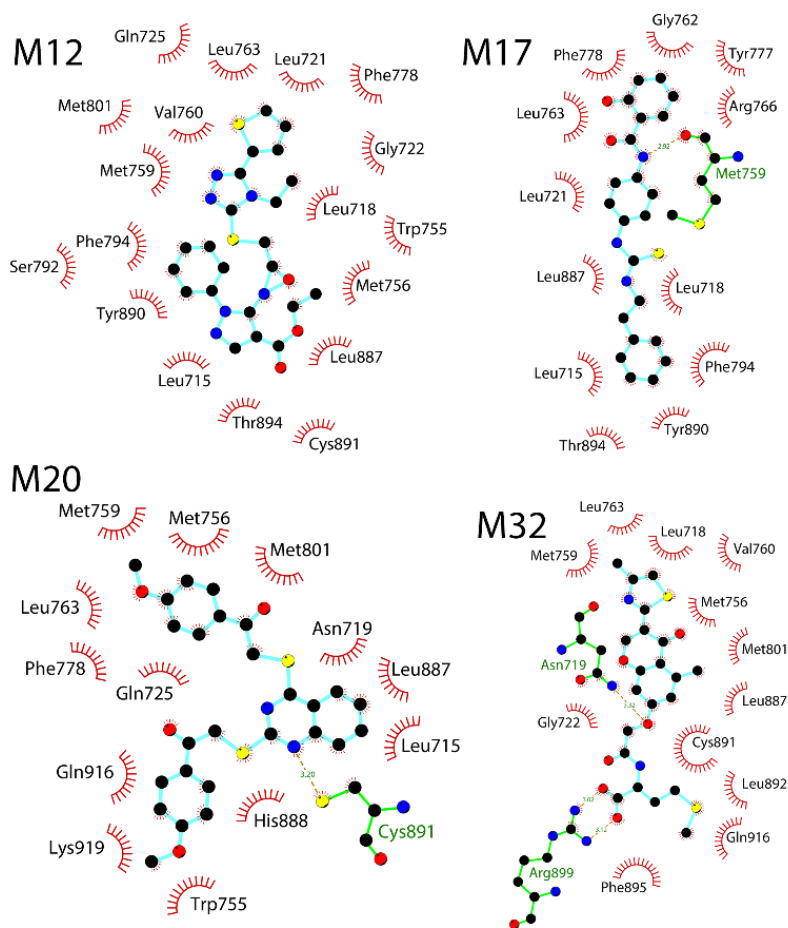 M12
Gln725
Leu763
Leu721
Phe778
Met801
Val760
Gly722
Met759
Leu718
Trp755
Phe794
Ser792
Met756
Tyr890
Leu887
Leu715
Thr894
Cys891
M17
Gly762
Phe778
Tyr777
Leu763
Arg766
2.92
Met759
Leu721
Leu887
Leu718
Leu715
Phe794
Thr894
Tyr890
M20
Met759
Met756
Met801
Leu763
Asn719
Phe778
Gln725
Leu887
Leu715
3.20
Gln916
His888
Cys891
Lys919
Trp755
M32
Leu763
Leu718
Met759
Val760
Met756
Asn719
Met801
Leu887
Gly722
Cys891
Leu892
3.12
Gln916
Arg899
Phe895